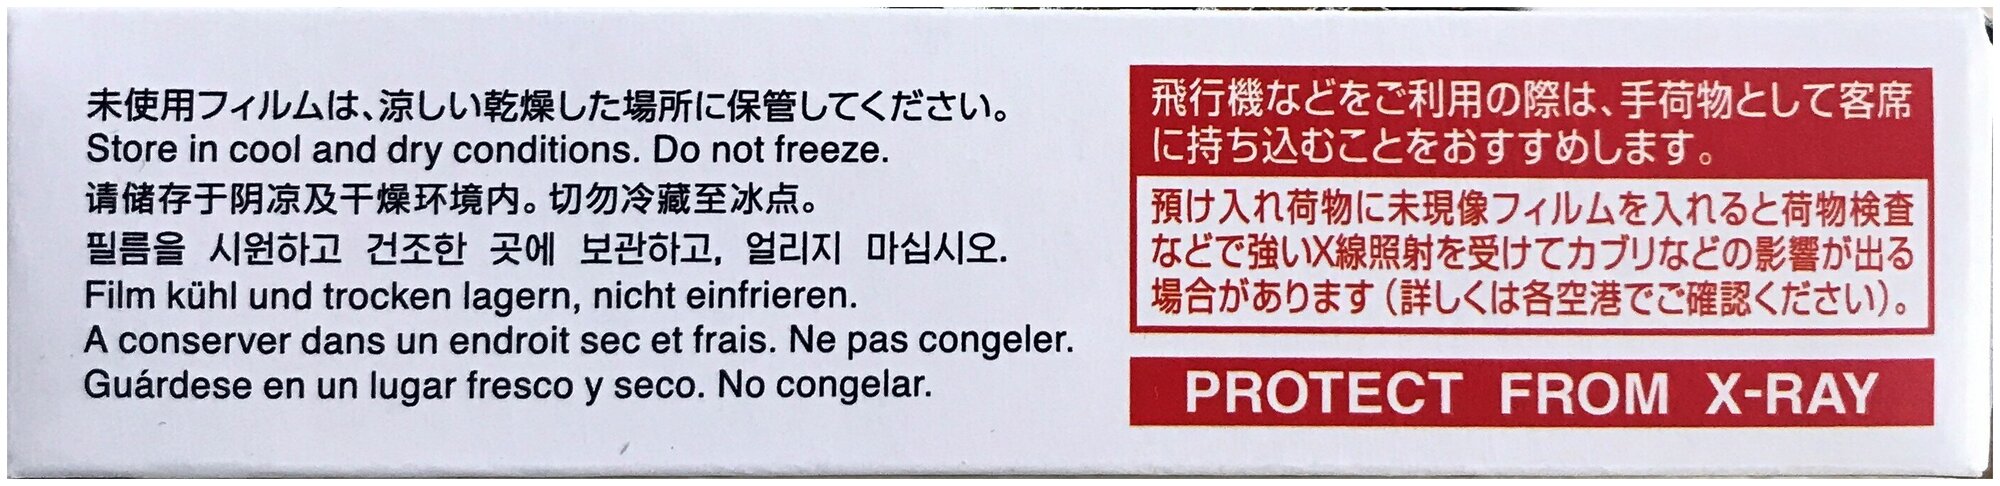 未使用フィルムは、涼しい乾燥した場所に保管してください。
Store in cool and dry conditions. Do not freeze.
请储存于阴凉及干燥环境内。切勿冷藏至冰点。
필름을 시원하고 건조한 곳에 보관하고, 얼리지 마십시오.
Film kühl und trocken lagern, nicht einfrieren.
A conserver dans un endroit sec et frais. Ne pas congeler.
Guárdese en un lugar fresco y seco. No congelar.
飛行機などをご利用の際は、手荷物として客席
に持ち込むことをおすすめします。
預け入れ荷物に未現像フィルムを入れると荷物検査
などで強いX線照射を受けてカブリなどの影響が出る
場合があります（詳しくは各空港でご確認ください）。
PROTECT FROM X-RAY